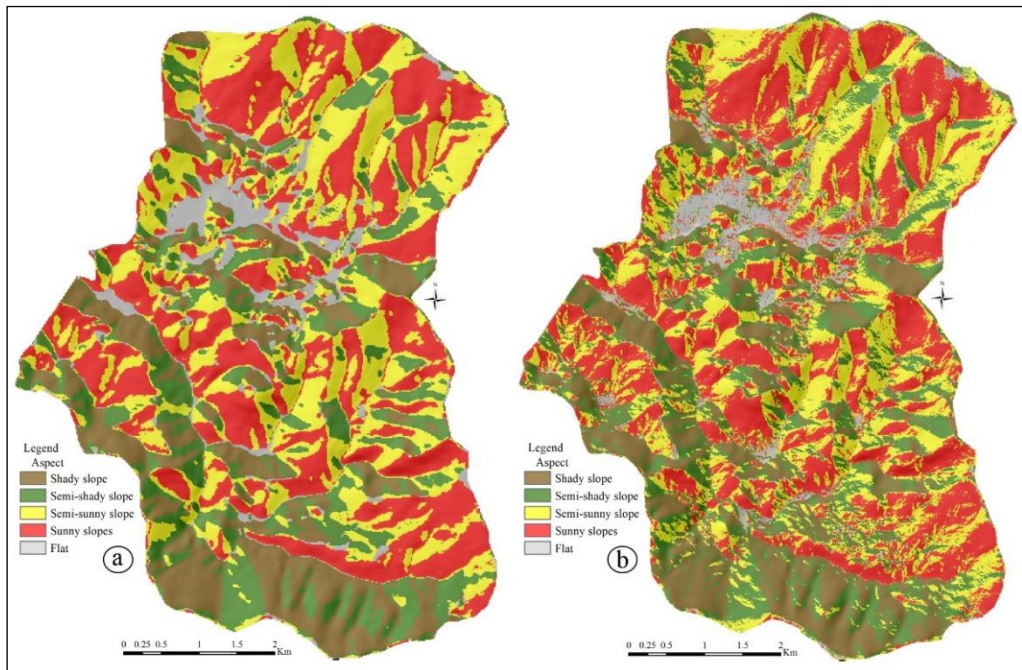 N
Legend
Aspect
Shady slope
Semi-shady slope
Semi-sunny slope
Sunny slopes
Flat
a
0 0.25 0.5 1 1.5 2
Km
N
Legend
Aspect
Shady slope
Semi-shady slope
Semi-sunny slope
Sunny slopes
Flat
b
0 0.25 0.5 1 1.5 2
Km